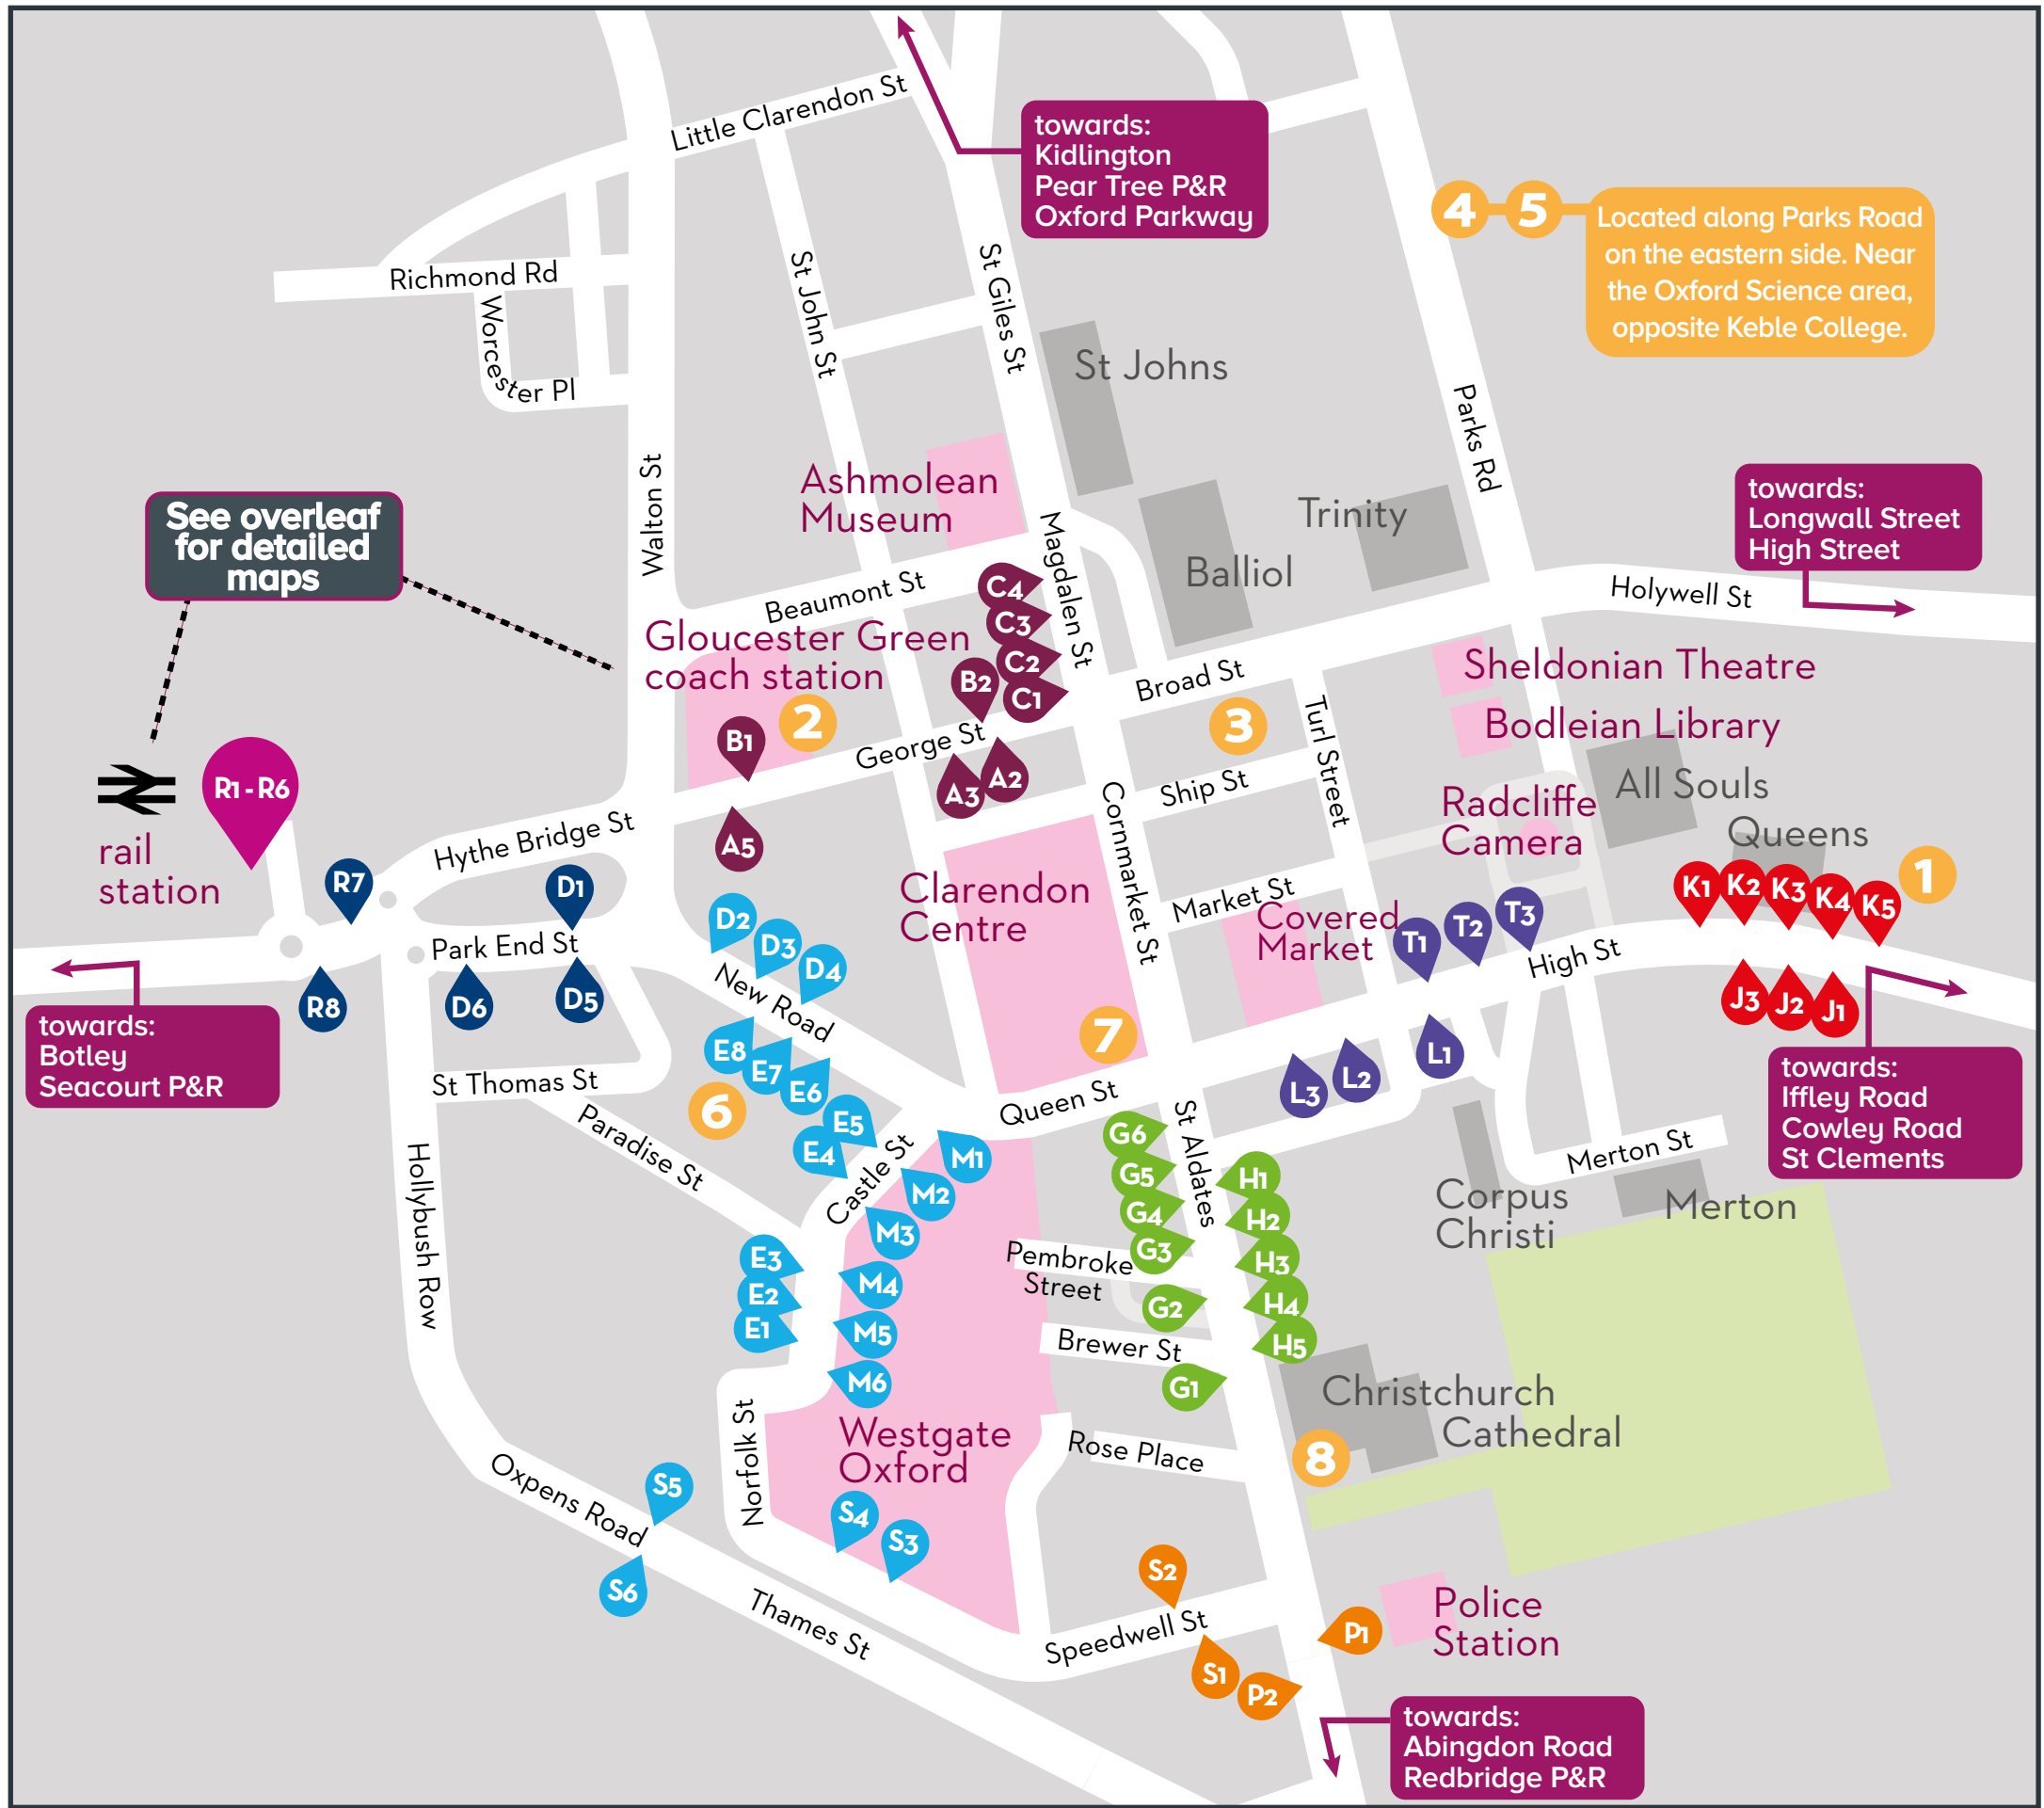 Little Clarendon St
towards:
Kidlington
Pear Tree P&R
Oxford Parkway
4
5
Located along Parks Road
on the eastern side. Near
the Oxford Science area,
opposite Keble College.
Richmond Rd
Worcester Pl
St John St
St Giles St
St Johns
Parks Rd
Walton St
Ashmolean
Museum
Magdalen St
Trinity
Balliol
See overleaf
for detailed
maps
towards:
Longwall Street
High Street
Holywell St
Beaumont St
C4
C3
C2
C1
B2
Gloucester Green
coach station
2
B1
George St
A3
A2
A5
Broad St
3
Turl Street
Ship St
Cornmarket St
Sheldonian Theatre
Bodleian Library
All Souls
Radcliffe
Camera
Queens
R1 - R6
rail
station
Hythe Bridge St
R7
D1
Park End St
R8
D6
D5
towards:
Botley
Seacourt P&R
D2
D3
D4
New Road
Clarendon
Centre
Market St
Covered
Market
T1
T2
T3
High St
K1
K2
K3
K4
K5
1
J3
J2
J1
towards:
Iffley Road
Cowley Road
St Clements
St Thomas St
Paradise St
Hollybush Row
E8
E7
E6
6
E5
E4
7
Queen St
L3
L2
L1
Castle St
M1
M2
M3
M4
M5
M6
E3
E2
E1
G6
G5
G4
G3
G2
G1
St Aldates
H1
H2
H3
H4
H5
Pembroke
Street
Brewer St
Merton St
Corpus
Christi
Merton
Christchurch
Cathedral
8
Rose Place
Westgate
Oxford
Norfolk St
Oxpens Road
S5
S6
S4
S3
Thames St
S2
Speedwell St
S1
P2
P1
Police
Station
towards:
Abingdon Road
Redbridge P&R